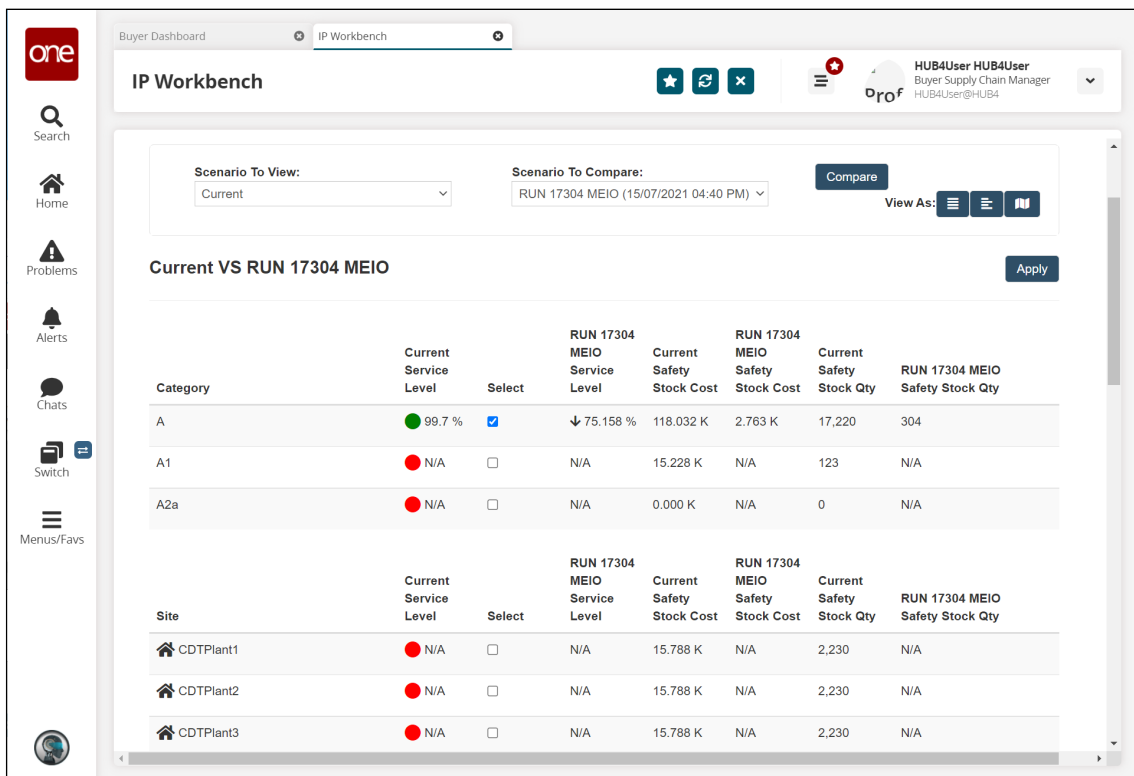 one
Buyer Dashboard
IP Workbench
IP Workbench
Prof
HUB4User HUB4User
Buyer Supply Chain Manager
HUB4User@HUB4
Search
Home
Problems
Alerts
Chats
Switch
Menus/Favs
Scenario To View:
Current
Scenario To Compare:
RUN 17304 MEIO (15/07/2021 04:40 PM)
Compare
View As:
Current VS RUN 17304 MEIO
Apply
Category Current Service Level Select RUN 17304 MEIO Service Level Current Safety Stock Cost RUN 17304 MEIO Safety Stock Cost Current Safety Stock Qty RUN 17304 MEIO Safety Stock Qty
A 99.7 % 75.158 % 118.032 K 2.763 K 17,220 304
A1 N/A N/A 15.228 K N/A 123 N/A
A2a N/A N/A 0.000 K N/A 0 N/A
Site Current Service Level Select RUN 17304 MEIO Service Level Current Safety Stock Cost RUN 17304 MEIO Safety Stock Cost Current Safety Stock Qty RUN 17304 MEIO Safety Stock Qty
CDTPlant1 N/A N/A 15.788 K N/A 2,230 N/A
CDTPlant2 N/A N/A 15.788 K N/A 2,230 N/A
CDTPlant3 N/A N/A 15.788 K N/A 2,230 N/A